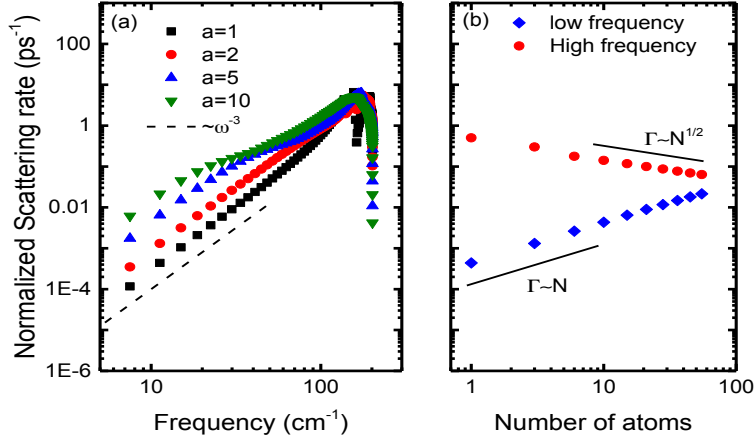 Normalized Scattering rate (ps⁻¹)
1000
100
1
0.01
1E-4
1E-6
(a)
a=1
a=2
a=5
a=10
~ω⁻³
10
100
Frequency (cm⁻¹)
(b)
low frequency
High frequency
Γ~N^1/2
Γ~N
1
10
100
Number of atoms